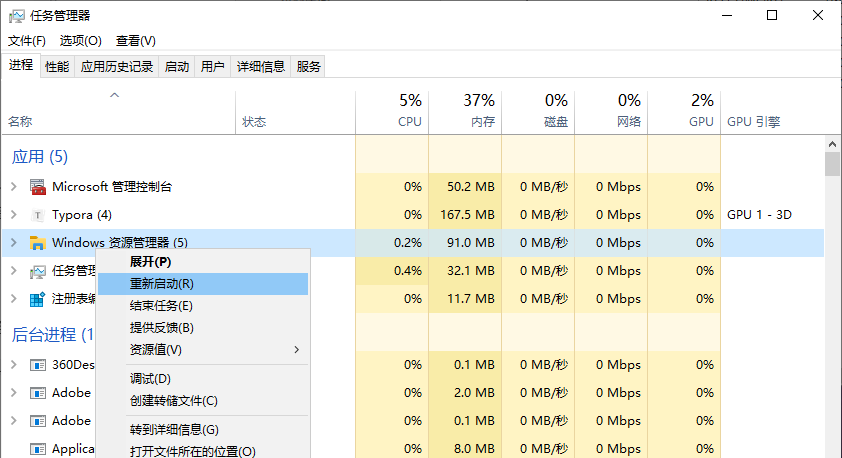 任务管理器
文件(F) 选项(O) 查看(V)
进程 性能 应用历史记录 启动 用户 详细信息 服务
5% 37% 0% 0% 2%
名称 状态 CPU 内存 磁盘 网络 GPU GPU 引擎
应用 (5)
Microsoft 管理控制台 0% 50.2 MB 0 MB/秒 0 Mbps 0%
Typora (4) 0% 167.5 MB 0 MB/秒 0 Mbps 0% GPU 1 - 3D
Windows 资源管理器 (5) 0.2% 91.0 MB 0 MB/秒 0 Mbps 0%
展开(P)
任务管理 0.4% 32.1 MB 0 MB/秒 0 Mbps 0%
重新启动(R)
注册表编 0% 11.7 MB 0 MB/秒 0 Mbps 0%
结束任务(E)
提供反馈(B)
后台进程 (1
资源值(V)
360Des 0% 0.1 MB 0 MB/秒 0 Mbps 0%
调试(D)
Adobe 0% 2.0 MB 0 MB/秒 0 Mbps 0%
创建转储文件(C)
Adobe 0% 0.1 MB 0 MB/秒 0 Mbps 0%
转到详细信息(G)
Applica 0% 8.0 MB 0 MB/秒 0 Mbps 0%
打开文件所在的位置(O)